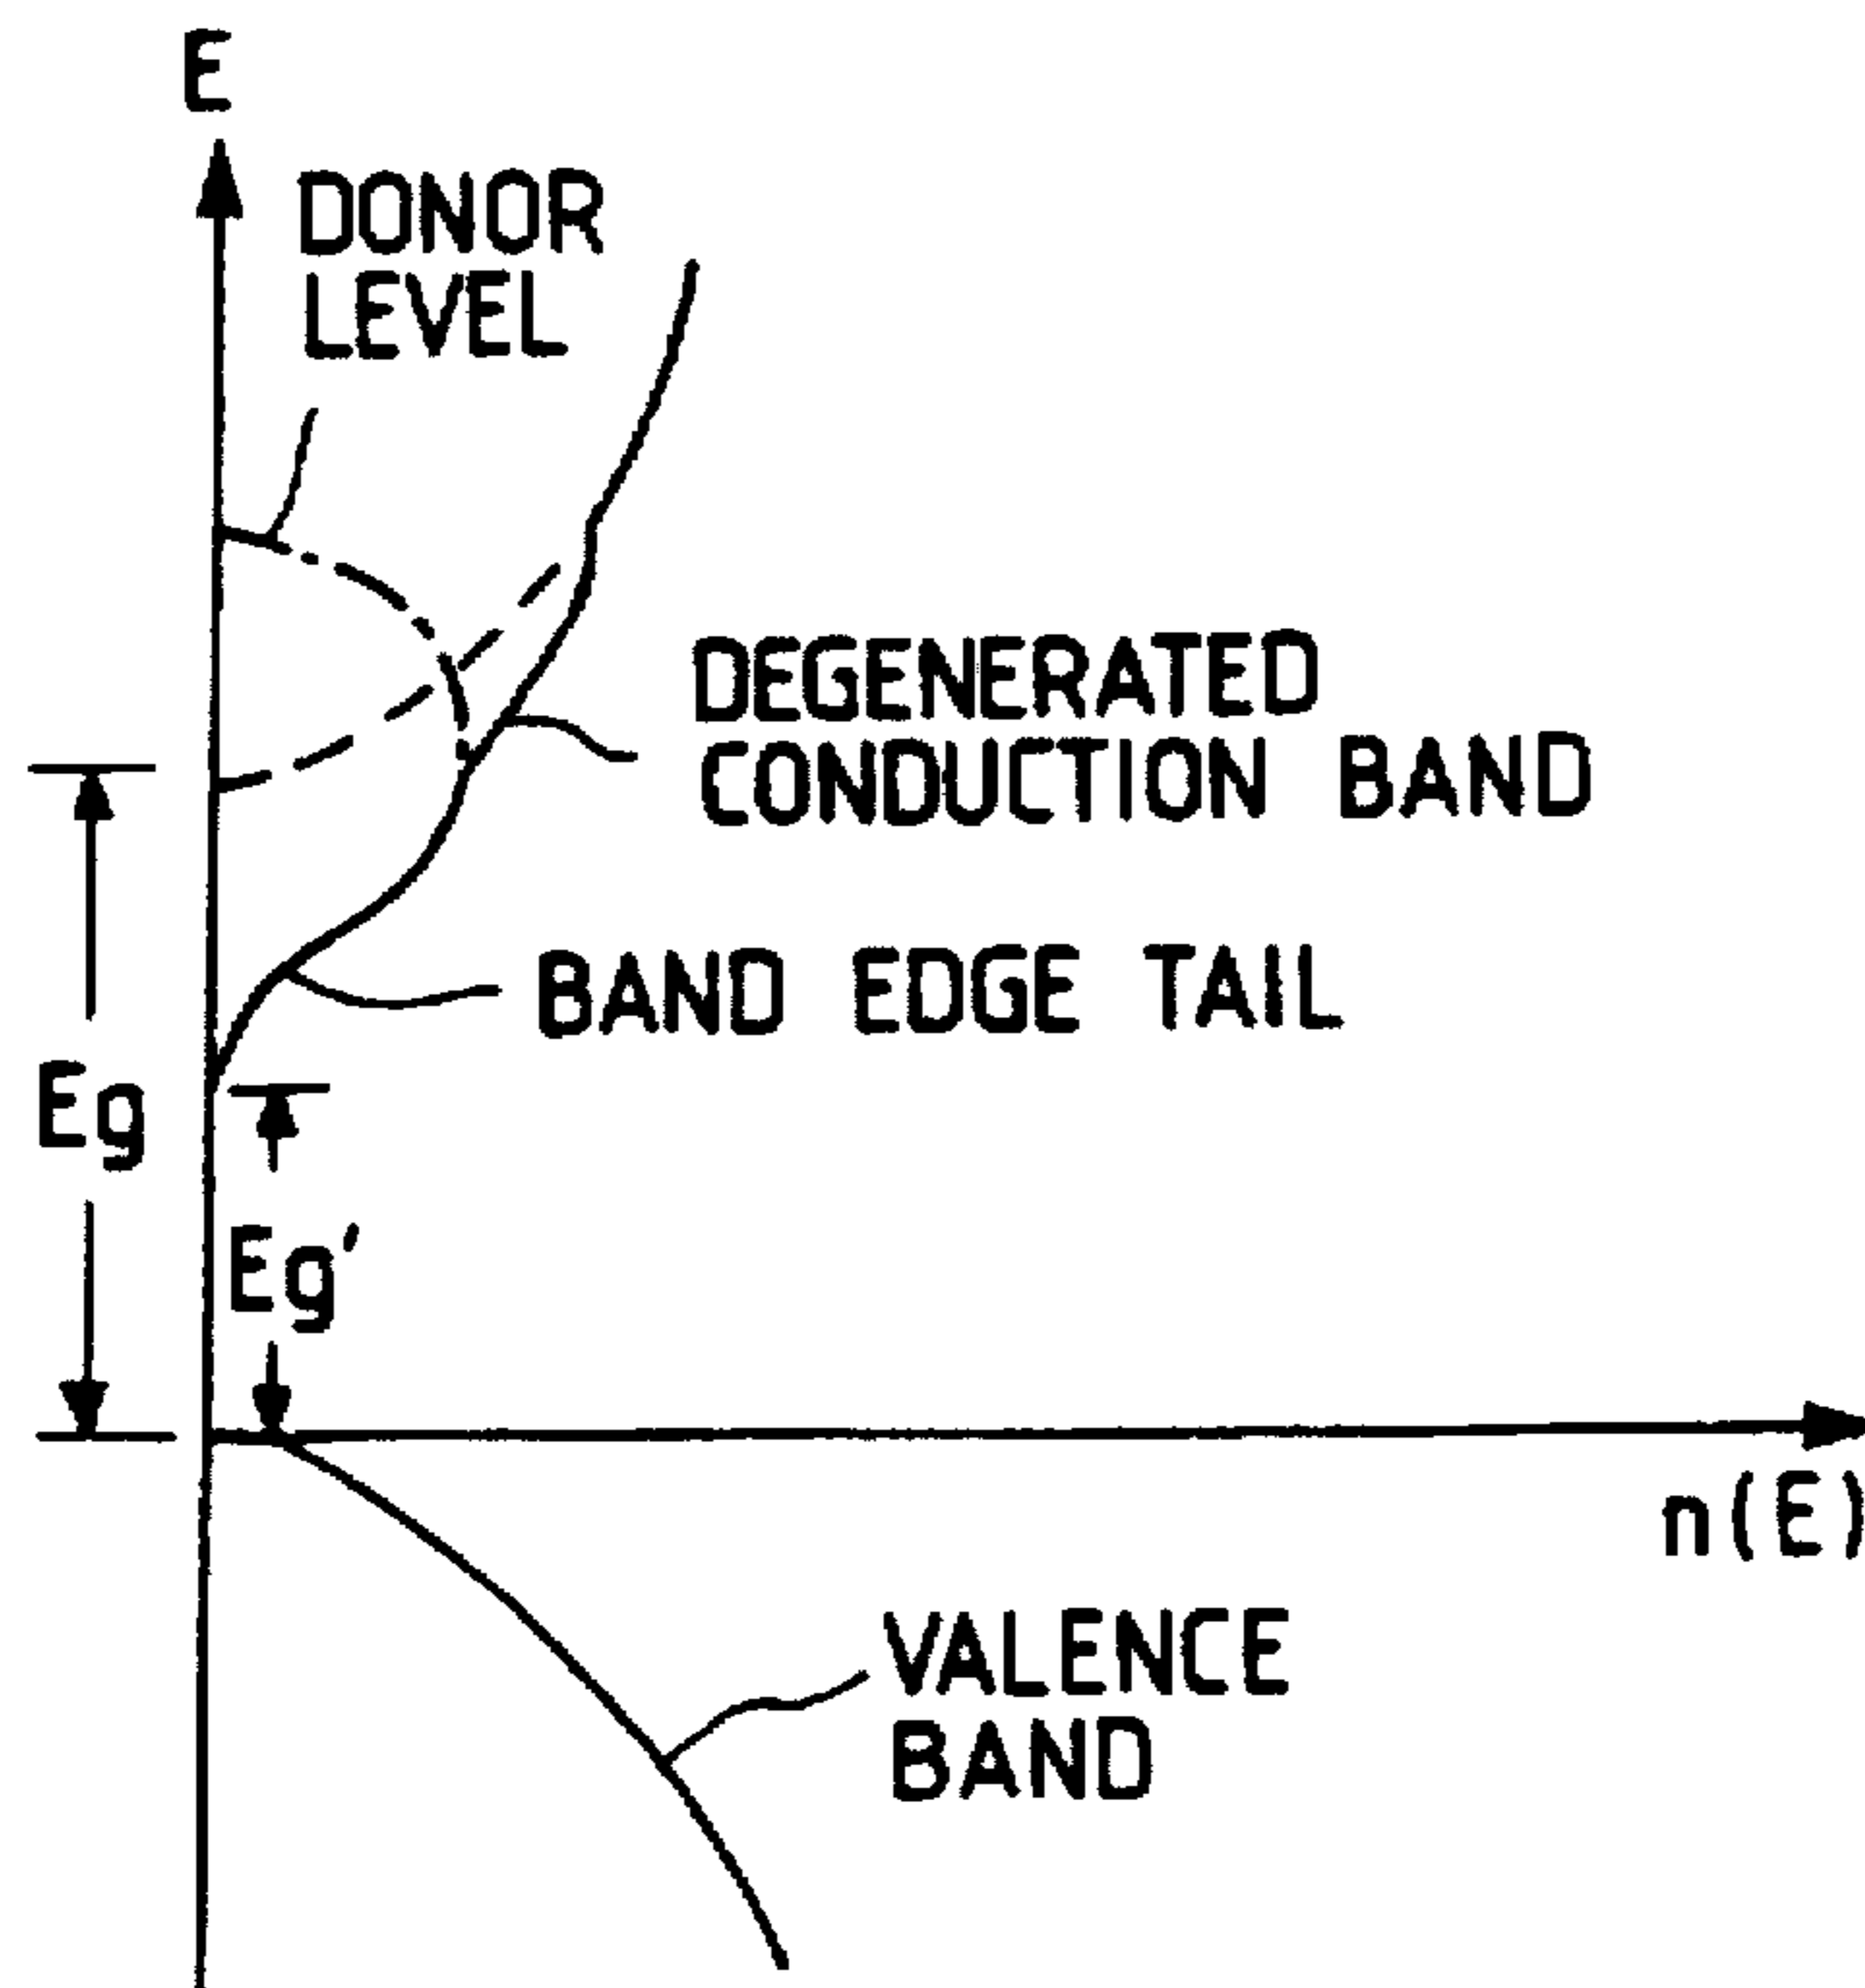 E
DONOR
LEVEL
DEGENERATED
CONDUCTION BAND
BAND EDGE TAIL
Eg
Eg'
n(E)
VALENCE
BAND